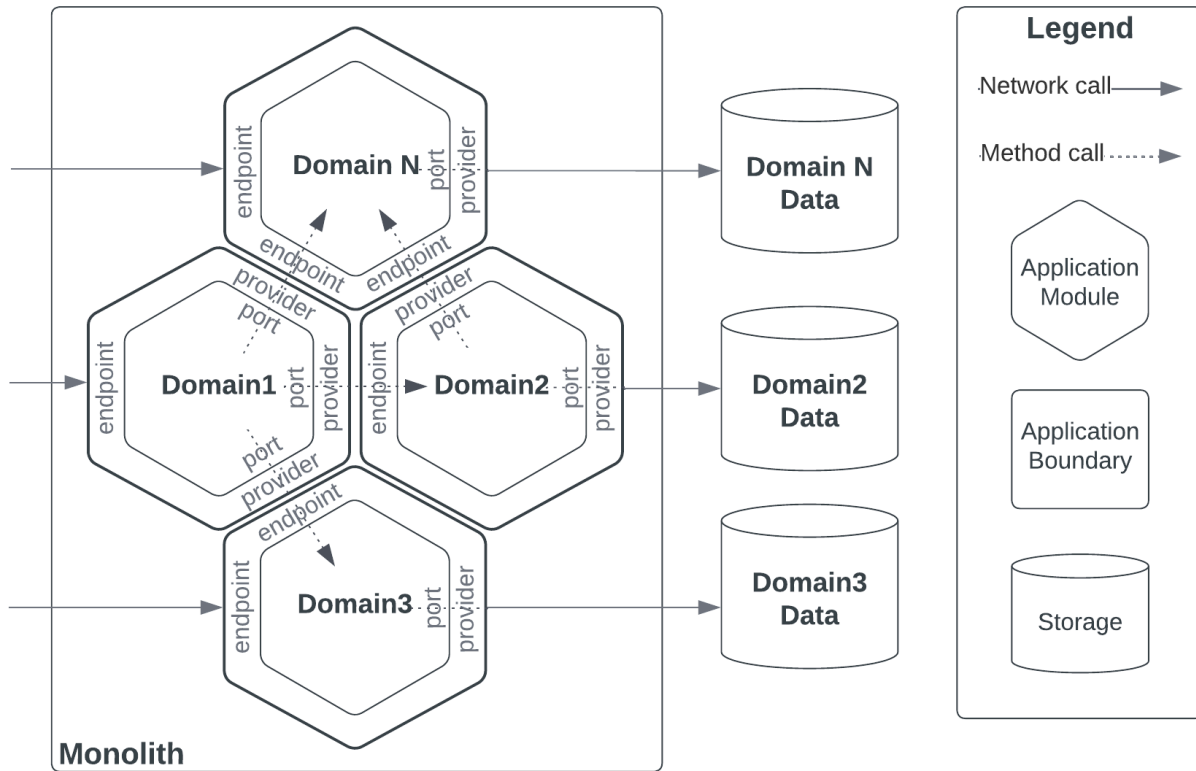 Legend
Network call
Method call
Application
Module
Application
Boundary
Storage
Domain N
endpoint
port
provider
endpoint
endpoint
Domain N
Data
provider
port
provider
port
endpoint
Domain1
port
provider
endpoint
Domain2
port
provider
Domain2
Data
port
provider
endpoint
endpoint
Domain3
port
provider
Domain3
Data
Monolith